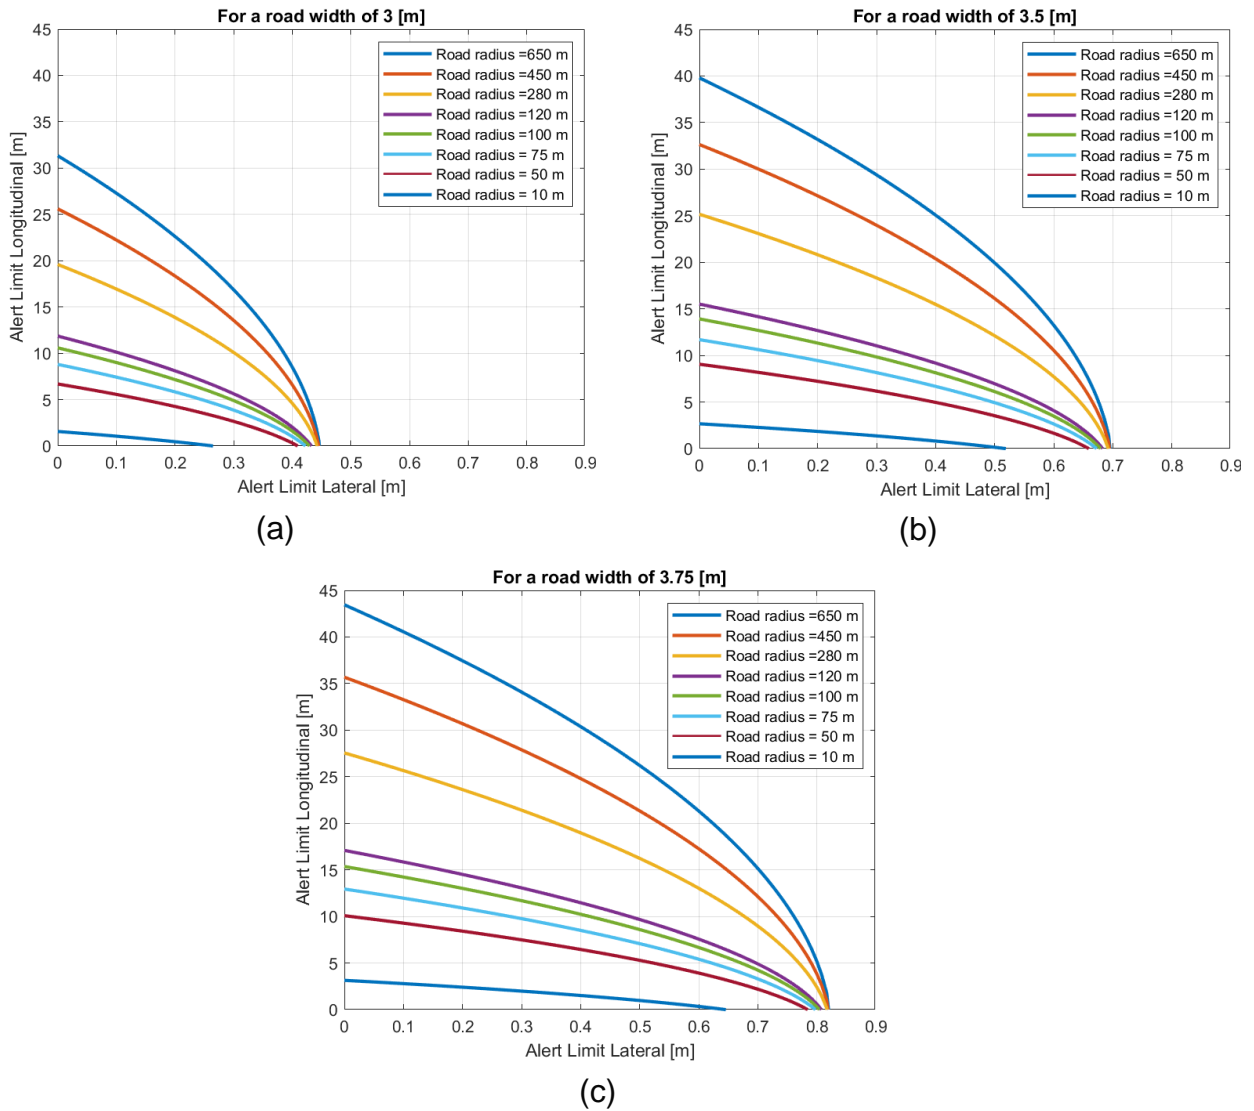 For a road width of 3 [m]
45
40
35
30
25
20
15
10
5
0
Alert Limit Longitudinal [m]
Road radius =650 m
Road radius =450 m
Road radius =280 m
Road radius =120 m
Road radius =100 m
Road radius = 75 m
Road radius = 50 m
Road radius = 10 m
0 0.1 0.2 0.3 0.4 0.5 0.6 0.7 0.8 0.9
Alert Limit Lateral [m]
(a)
For a road width of 3.5 [m]
45
40
35
30
25
20
15
10
5
0
Alert Limit Longitudinal [m]
Road radius =650 m
Road radius =450 m
Road radius =280 m
Road radius =120 m
Road radius =100 m
Road radius = 75 m
Road radius = 50 m
Road radius = 10 m
0 0.1 0.2 0.3 0.4 0.5 0.6 0.7 0.8 0.9
Alert Limit Lateral [m]
(b)
For a road width of 3.75 [m]
45
40
35
30
25
20
15
10
5
0
Alert Limit Longitudinal [m]
Road radius =650 m
Road radius =450 m
Road radius =280 m
Road radius =120 m
Road radius =100 m
Road radius = 75 m
Road radius = 50 m
Road radius = 10 m
0 0.1 0.2 0.3 0.4 0.5 0.6 0.7 0.8 0.9
Alert Limit Lateral [m]
(c)